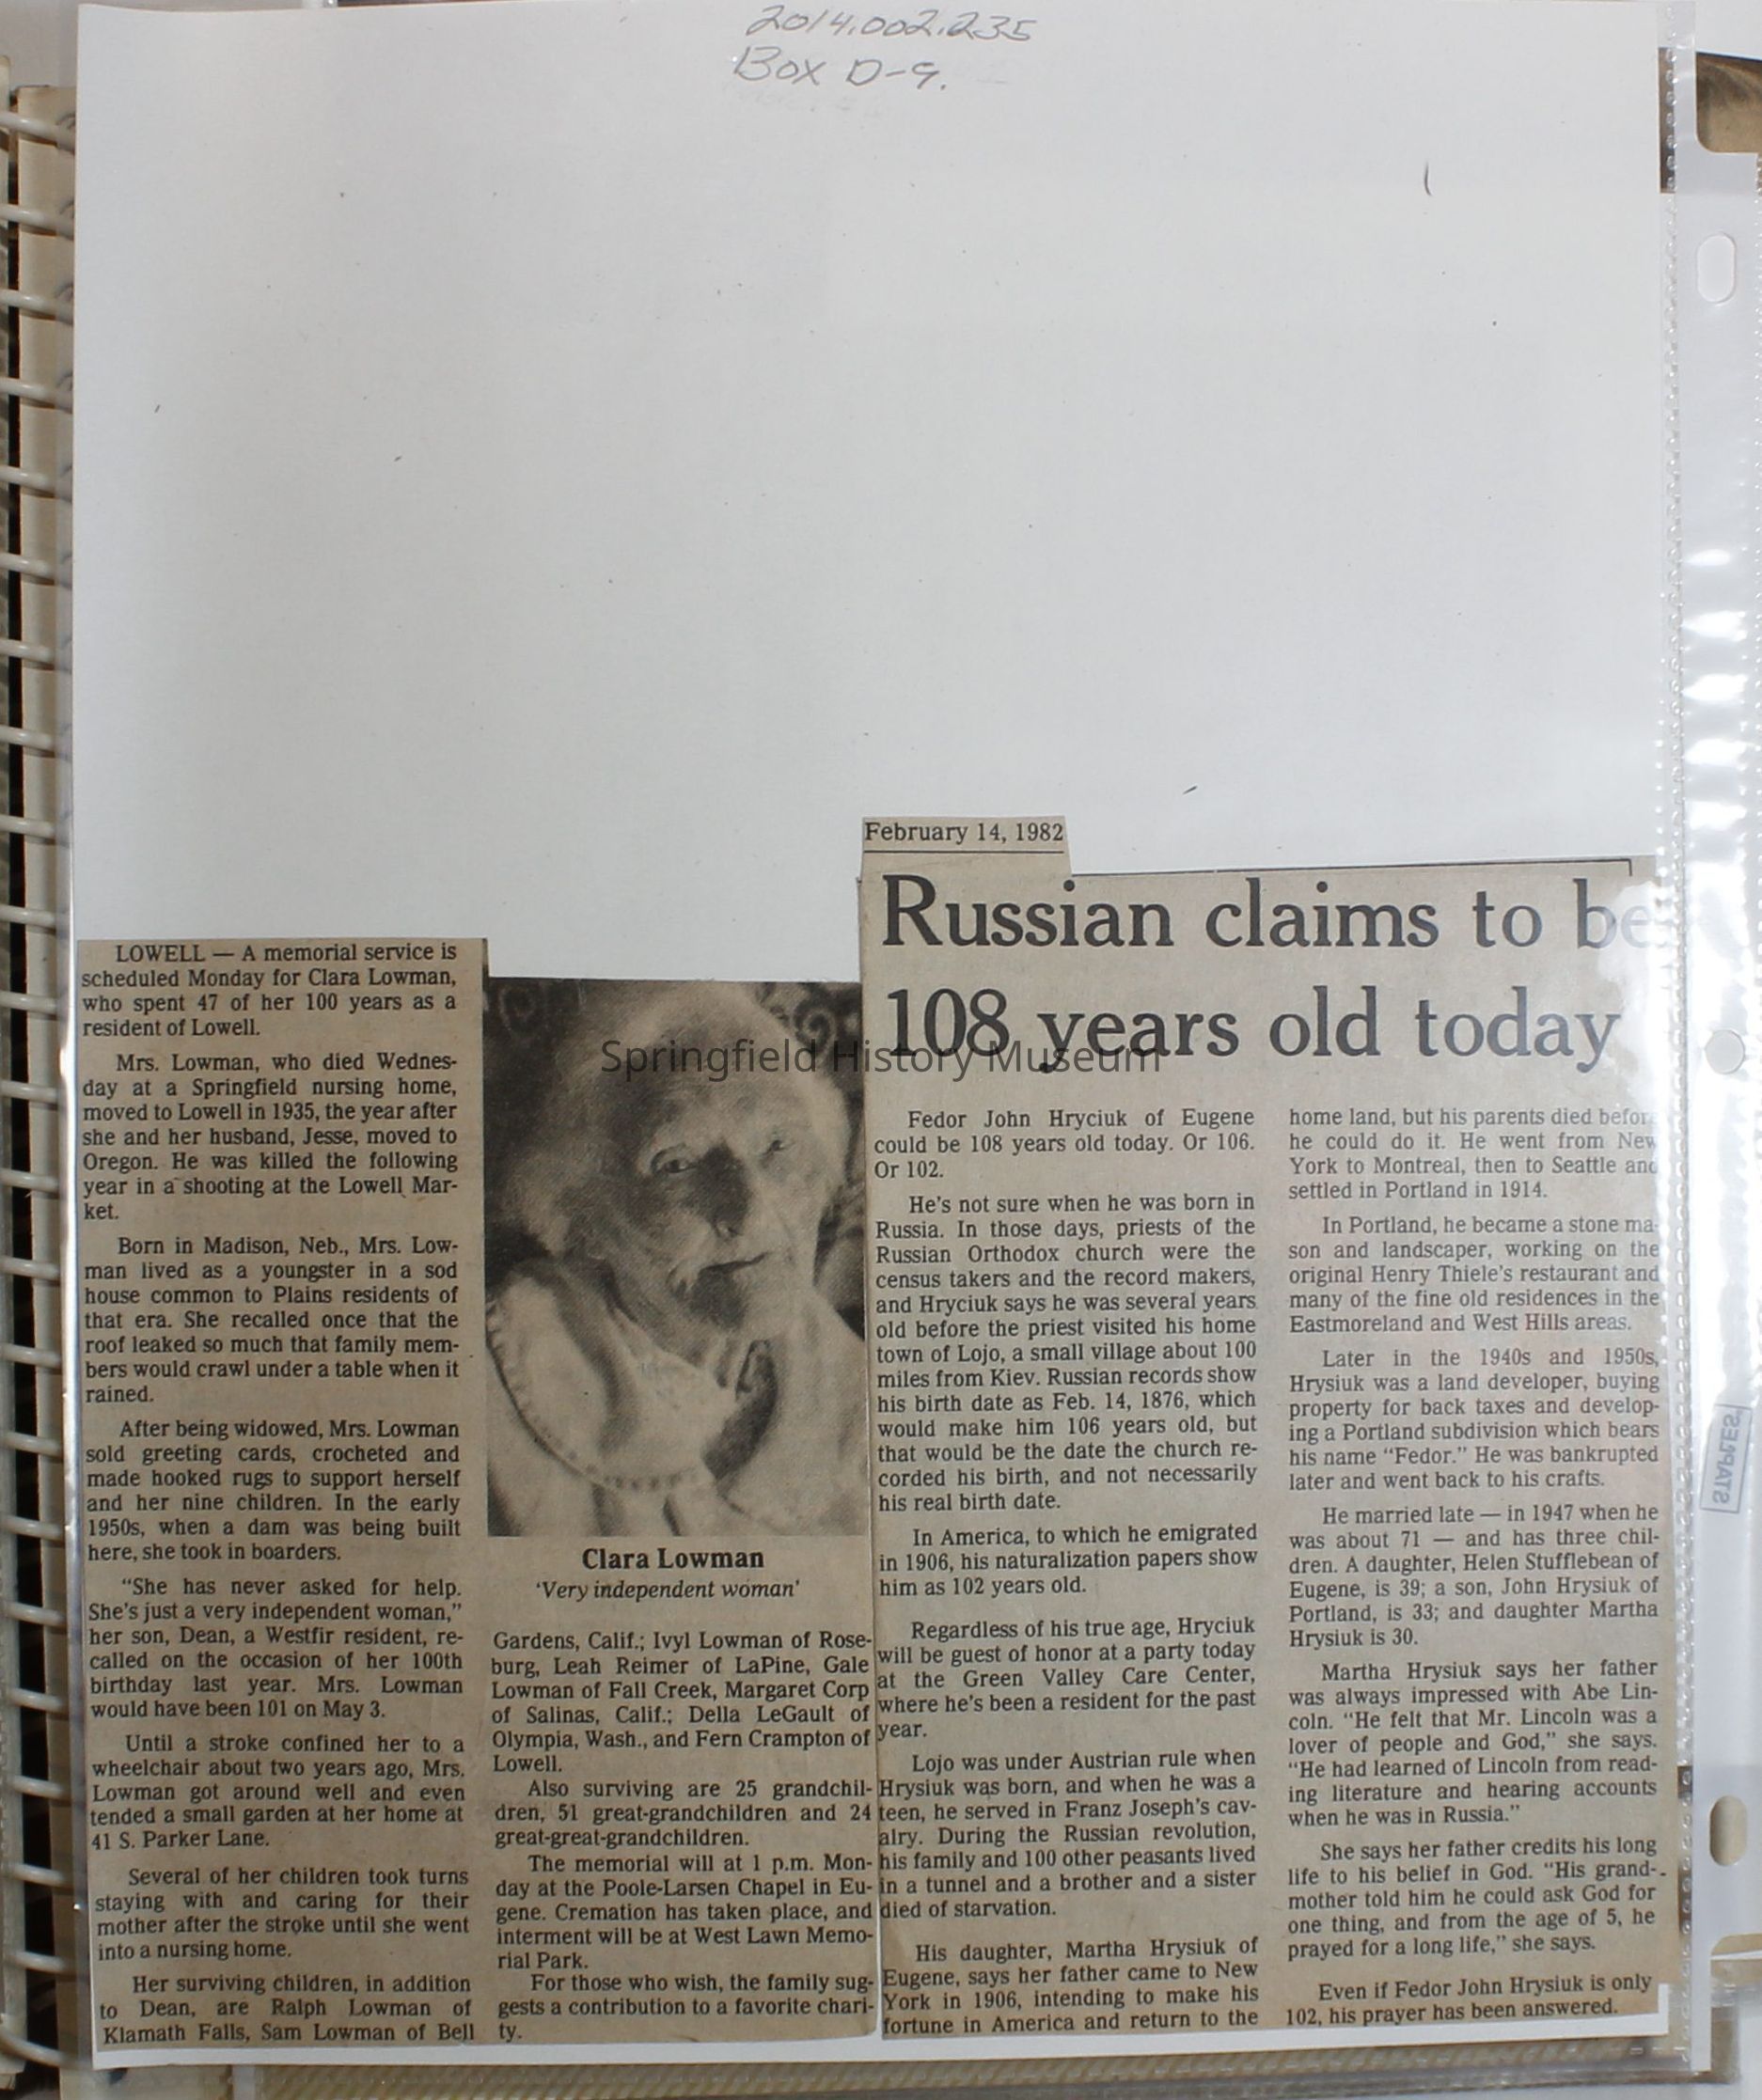 2014.002.235
Box D-9.
LOWELL — A memorial service is
scheduled Monday for Clara Lowman,
who spent 47 of her 100 years as a
resident of Lowell.
Mrs. Lowman, who died Wednes-
day at a Springfield nursing home,
moved to Lowell in 1935, the year after
she and her husband, Jesse, moved to
Oregon. He was killed the following
year in a shooting at the Lowell Mar-
ket.
Born in Madison, Neb., Mrs. Low-
man lived as a youngster in a sod
house common to Plains residents of
that era. She recalled once that the
roof leaked so much that family mem-
bers would crawl under a table when it
rained.
After being widowed, Mrs. Lowman
sold greeting cards, crocheted and
made hooked rugs to support herself
and her nine children. In the early
1950s, when a dam was being built
here, she took in boarders.
"She has never asked for help.
She's just a very independent woman,"
her son, Dean, a Westfir resident, re-
called on the occasion of her 100th
birthday last year. Mrs. Lowman
would have been 101 on May 3.
Until a stroke confined her to a
wheelchair about two years ago, Mrs.
Lowman got around well and even
tended a small garden at her home at
41 S. Parker Lane.
Several of her children took turns
staying with and caring for their
mother after the stroke until she went
into a nursing home.
Her surviving children, in addition
to Dean, are Ralph Lowman of
Klamath Falls, Sam Lowman of Bell
Clara Lowman
'Very independent woman'
Gardens, Calif.; Ivyl Lowman of Rose-
burg, Leah Reimer of LaPine, Gale
Lowman of Fall Creek, Margaret Corp
of Salinas, Calif.; Della LeGault of
Olympia, Wash., and Fern Crampton of
Lowell.
Also surviving are 25 grandchil-
dren, 51 great-grandchildren and 24
great-great-grandchildren.
The memorial will at 1 p.m. Mon-
day at the Poole-Larsen Chapel in Eu-
gene. Cremation has taken place, and
interment will be at West Lawn Memo-
rial Park.
For those who wish, the family sug-
gests a contribution to a favorite chari-
ty.
February 14, 1982
Russian claims to be
108 years old today
Springfield History Museum
Fedor John Hryciuk of Eugene
could be 108 years old today. Or 106.
Or 102.
He's not sure when he was born in
Russia. In those days, priests of the
Russian Orthodox church were the
census takers and the record makers,
and Hryciuk says he was several years
old before the priest visited his home
town of Lojo, a small village about 100
miles from Kiev. Russian records show
his birth date as Feb. 14, 1876, which
would make him 106 years old, but
that would be the date the church re-
corded his birth, and not necessarily
his real birth date.
In America, to which he emigrated
in 1906, his naturalization papers show
him as 102 years old.
Regardless of his true age, Hryciuk
will be guest of honor at a party today
at the Green Valley Care Center,
where he's been a resident for the past
year.
Lojo was under Austrian rule when
Hrysiuk was born, and when he was a
teen, he served in Franz Joseph's cav-
alry. During the Russian revolution,
his family and 100 other peasants lived
in a tunnel and a brother and a sister
died of starvation.
His daughter, Martha Hrysiuk of
Eugene, says her father came to New
York in 1906, intending to make his
fortune in America and return to the
home land, but his parents died before
he could do it. He went from New
York to Montreal, then to Seattle and
settled in Portland in 1914.
In Portland, he became a stone ma-
son and landscaper, working on the
original Henry Thiele's restaurant and
many of the fine old residences in the
Eastmoreland and West Hills areas.
Later in the 1940s and 1950s,
Hrysiuk was a land developer, buying
property for back taxes and develop-
ing a Portland subdivision which bears
his name "Fedor." He was bankrupted
later and went back to his crafts.
He married late — in 1947 when he
was about 71 — and has three chil-
dren. A daughter, Helen Stufflebean of
Eugene, is 39; a son, John Hrysiuk of
Portland, is 33; and daughter Martha
Hrysiuk is 30.
Martha Hrysiuk says her father
was always impressed with Abe Lin-
coln. "He felt that Mr. Lincoln was a
lover of people and God," she says.
"He had learned of Lincoln from read-
ing literature and hearing accounts
when he was in Russia."
She says her father credits his long
life to his belief in God. "His grand-
mother told him he could ask God for
one thing, and from the age of 5, he
prayed for a long life," she says.
Even if Fedor John Hrysiuk is only
102, his prayer has been answered.
STAPLES